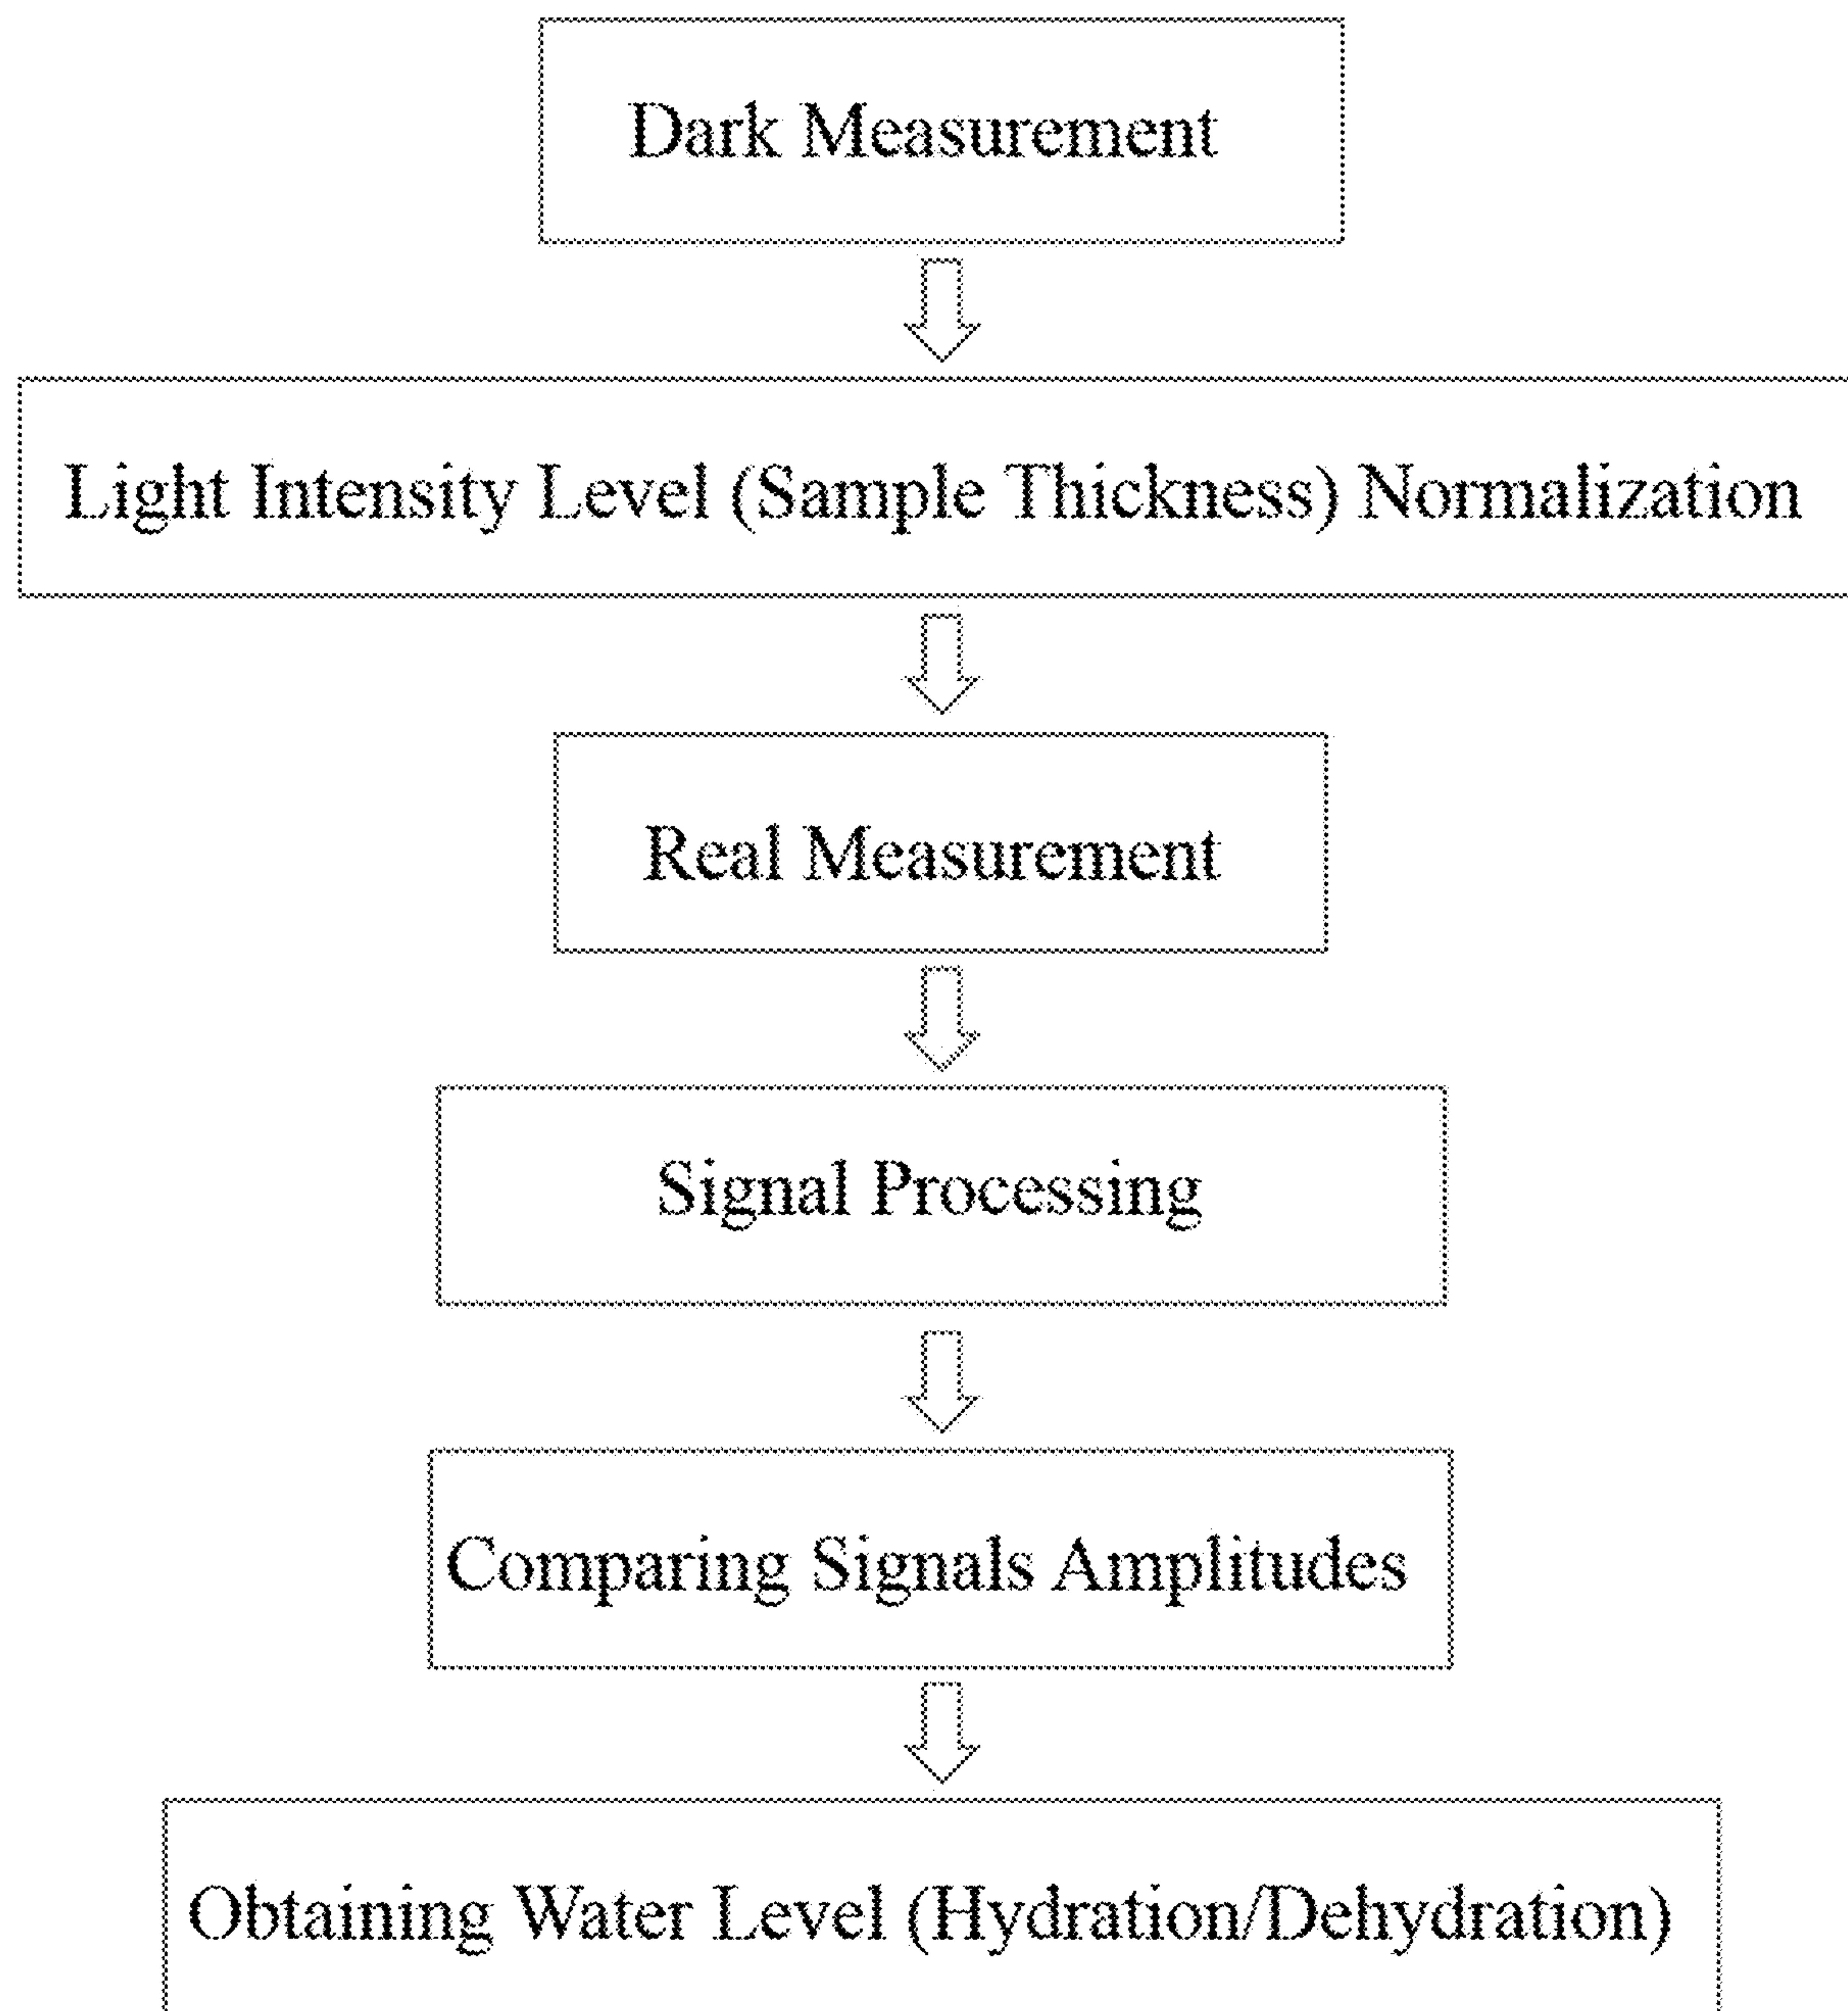 Dark Measurement
Light Intensity Level (Sample Thickness) Normalization
Real Measurement
Signal Processing
Comparing Signals Amplitudes
Obtaining Water Level (Hydration/Dehydration)